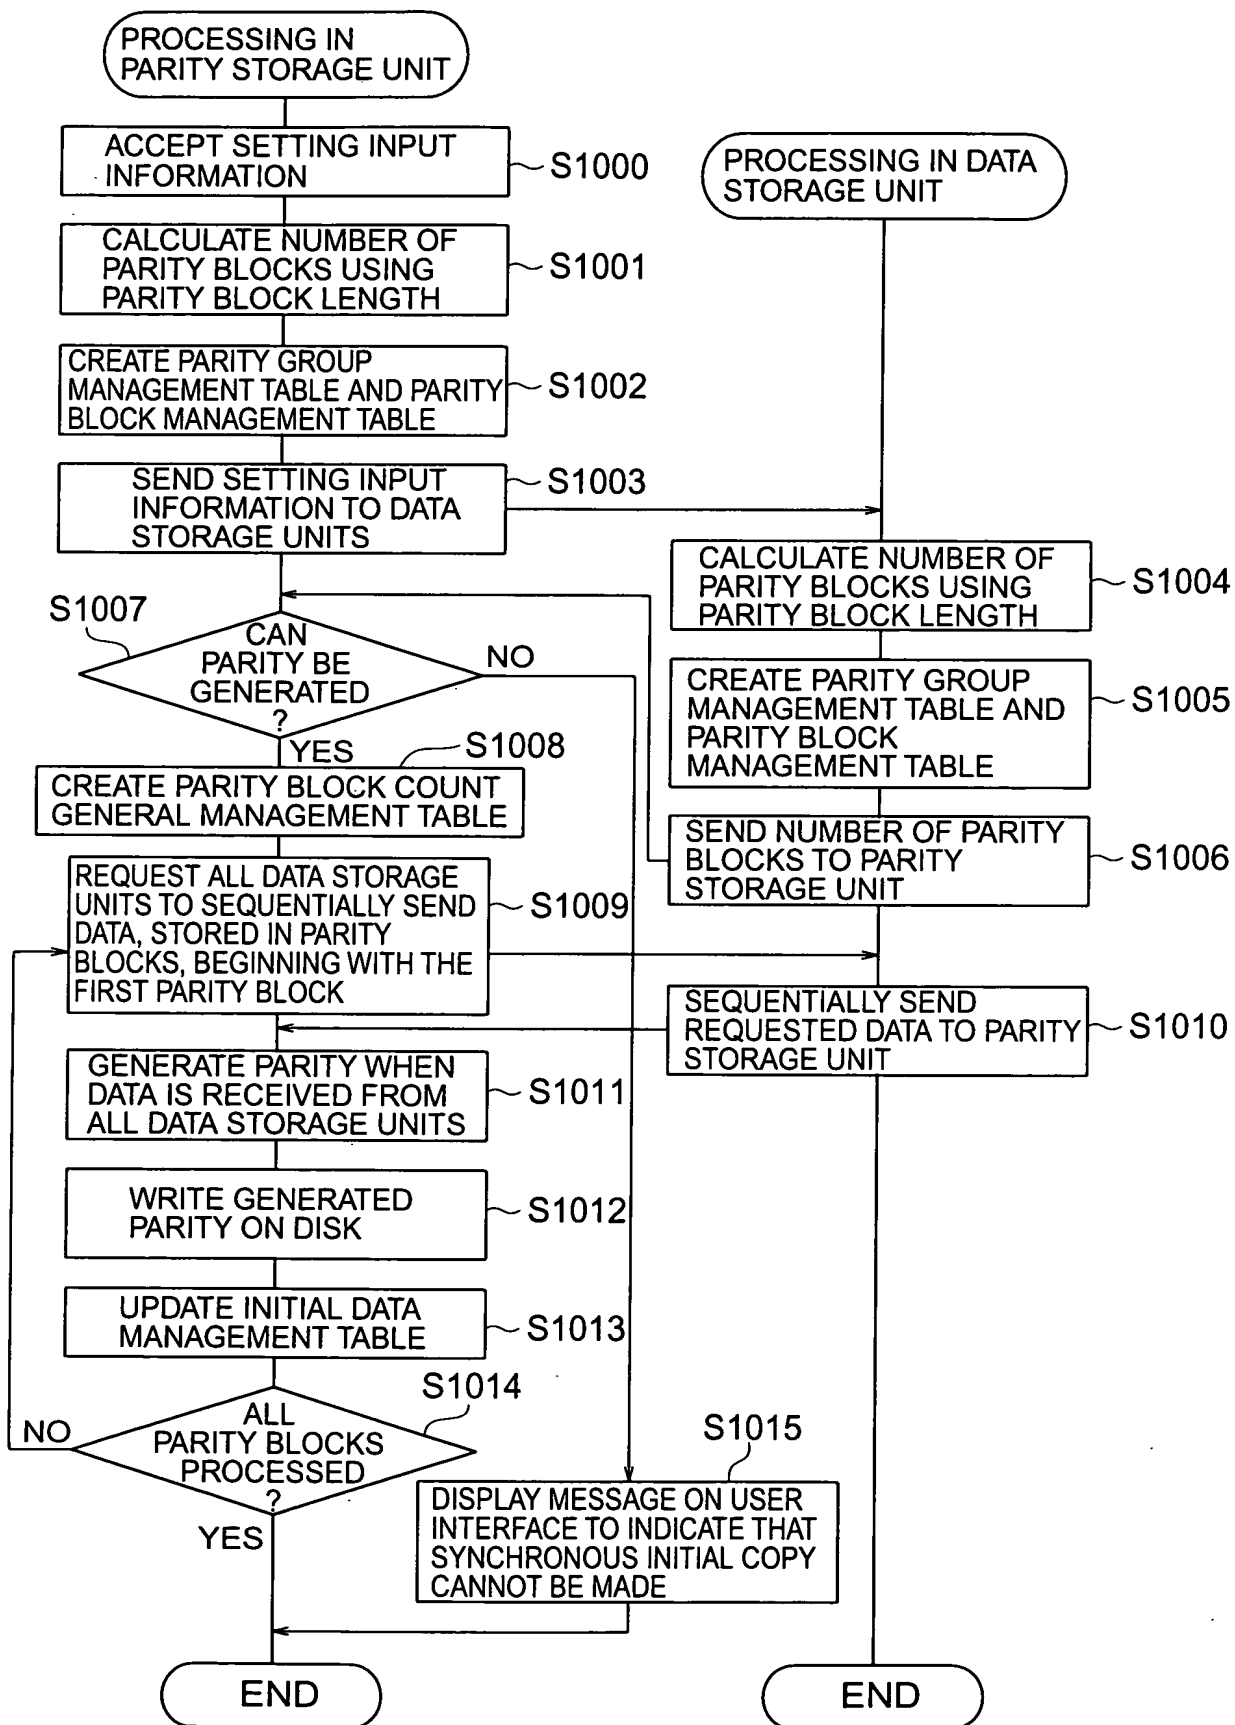 PROCESSING IN
PARITY STORAGE UNIT
ACCEPT SETTING INPUT
INFORMATION
S1000
CALCULATE NUMBER OF
PARITY BLOCKS USING
PARITY BLOCK LENGTH
S1001
CREATE PARITY GROUP
MANAGEMENT TABLE AND PARITY
BLOCK MANAGEMENT TABLE
S1002
SEND SETTING INPUT
INFORMATION TO DATA
STORAGE UNITS
S1003
PROCESSING IN DATA
STORAGE UNIT
CALCULATE NUMBER OF
PARITY BLOCKS USING
PARITY BLOCK LENGTH
S1004
CREATE PARITY GROUP
MANAGEMENT TABLE AND
PARITY BLOCK
MANAGEMENT TABLE
S1005
SEND NUMBER OF PARITY
BLOCKS TO PARITY
STORAGE UNIT
S1006
S1007
CAN
PARITY BE
GENERATED
?
NO
YES
S1008
CREATE PARITY BLOCK COUNT
GENERAL MANAGEMENT TABLE
REQUEST ALL DATA STORAGE
UNITS TO SEQUENTIALLY SEND
DATA, STORED IN PARITY
BLOCKS, BEGINNING WITH THE
FIRST PARITY BLOCK
S1009
SEQUENTIALLY SEND
REQUESTED DATA TO PARITY
STORAGE UNIT
S1010
GENERATE PARITY WHEN
DATA IS RECEIVED FROM
ALL DATA STORAGE UNITS
S1011
WRITE GENERATED
PARITY ON DISK
S1012
UPDATE INITIAL DATA
MANAGEMENT TABLE
S1013
S1014
ALL
PARITY BLOCKS
PROCESSED
?
NO
YES
S1015
DISPLAY MESSAGE ON USER
INTERFACE TO INDICATE THAT
SYNCHRONOUS INITIAL COPY
CANNOT BE MADE
END
END